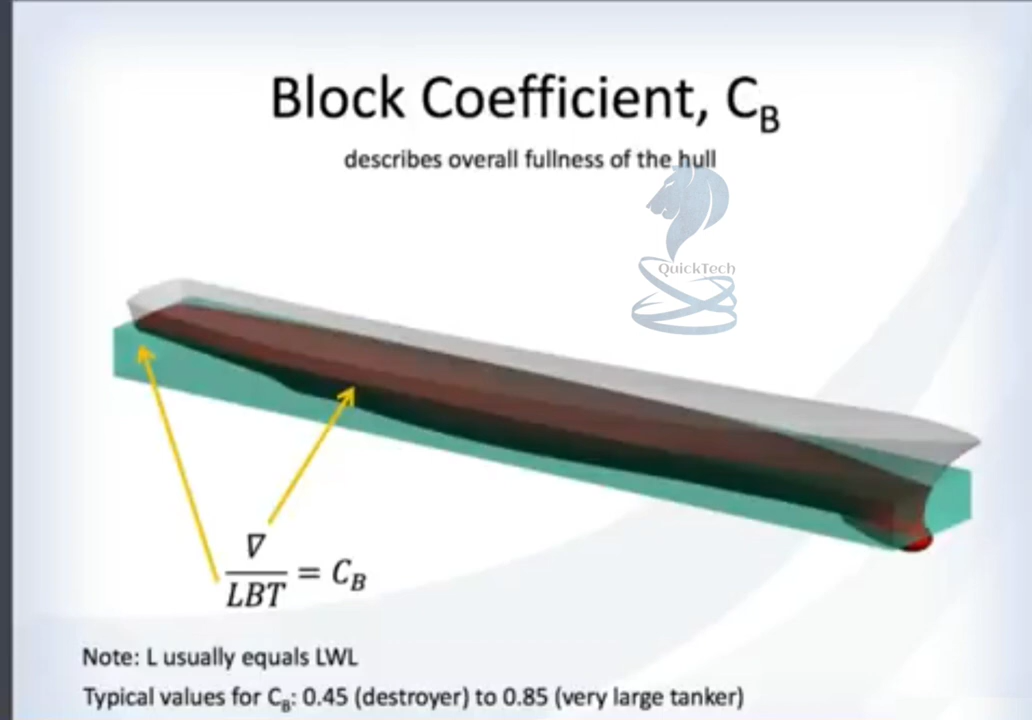 Block Coefficient, C_B
describes overall fullness of the hull
QuickTech
∇/LBT = C_B
Note: L usually equals LWL
Typical values for C_B: 0.45 (destroyer) to 0.85 (very large tanker)